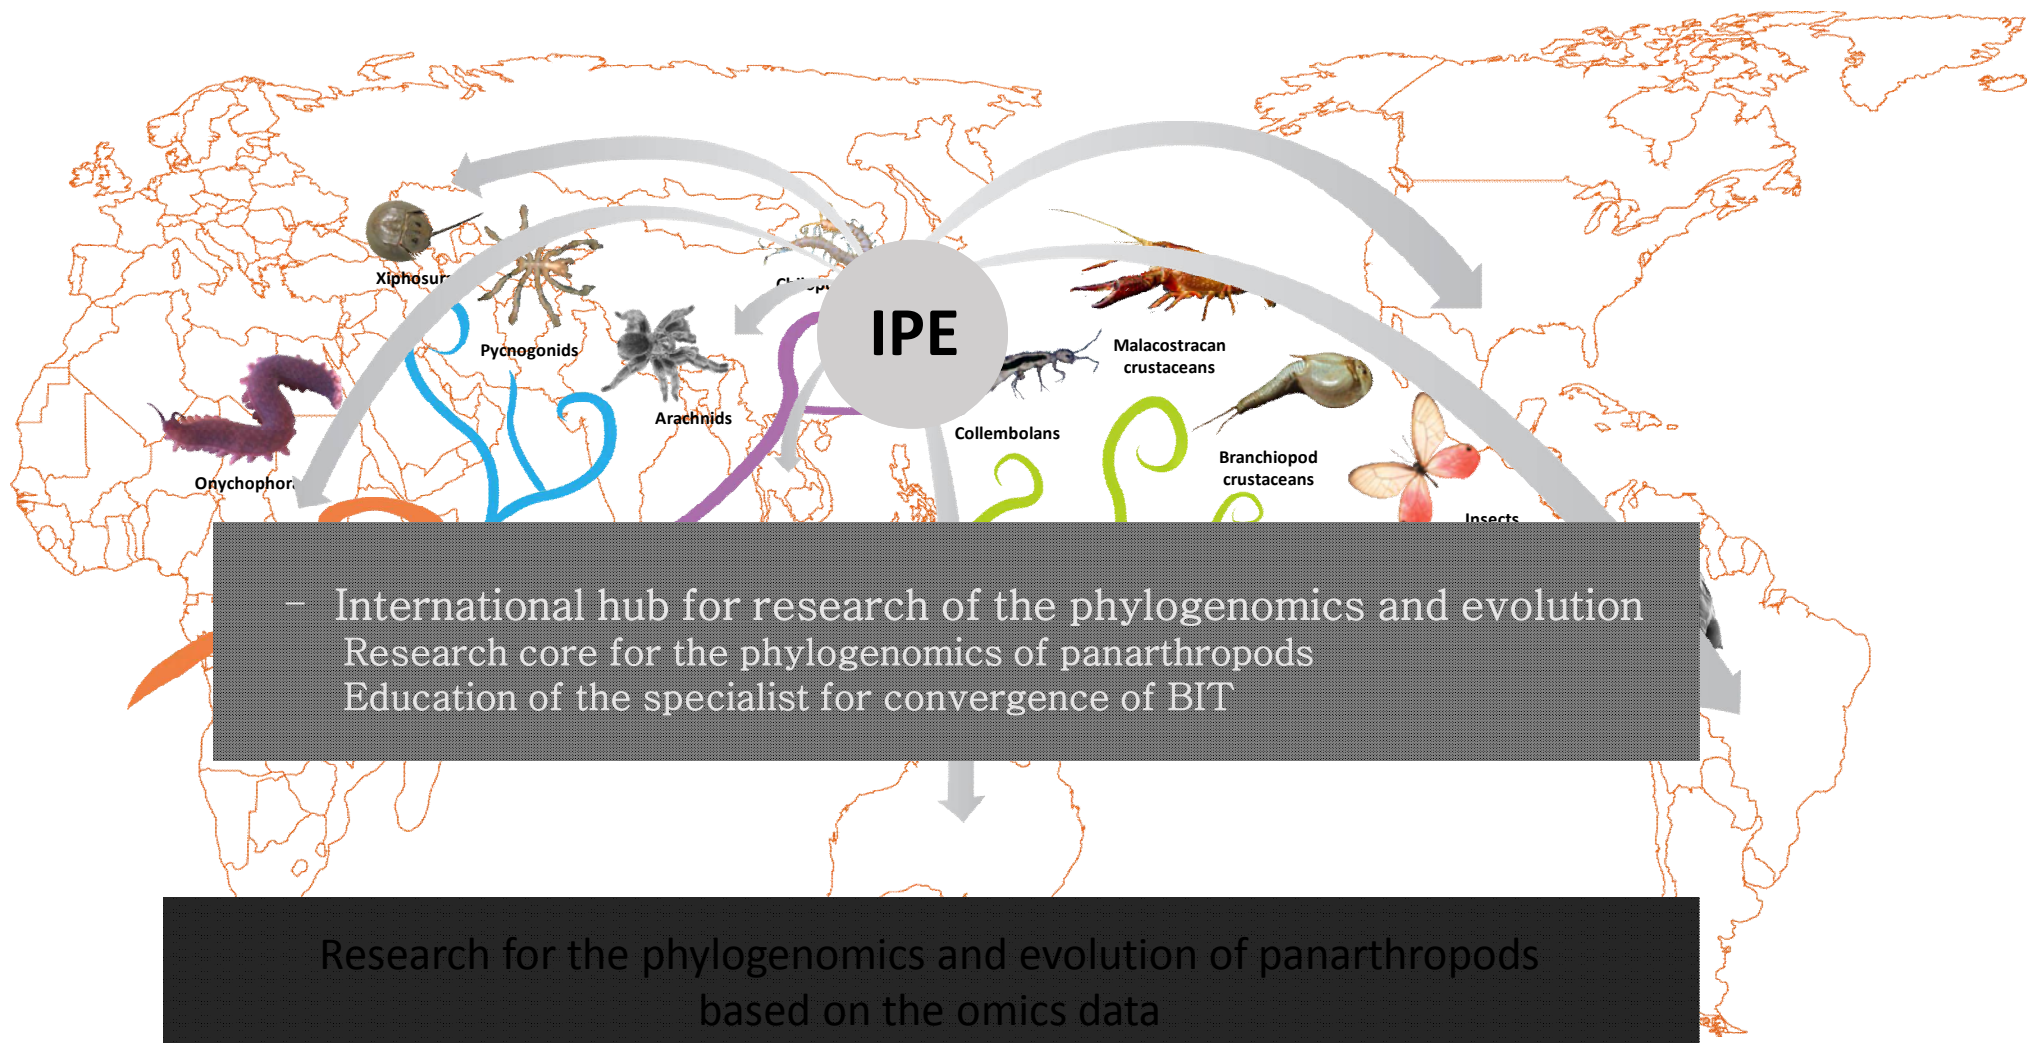 Xiphosur
Pycnogonids
Arachnids
Onychophor
IPE
Malacostracan
crustaceans
Collembolans
Branchiopod
crustaceans
Insects
- International hub for research of the phylogenomics and evolution
Research core for the phylogenomics of panarthropods
Education of the specialist for convergence of BIT
Research for the phylogenomics and evolution of panarthropods
based on the omics data